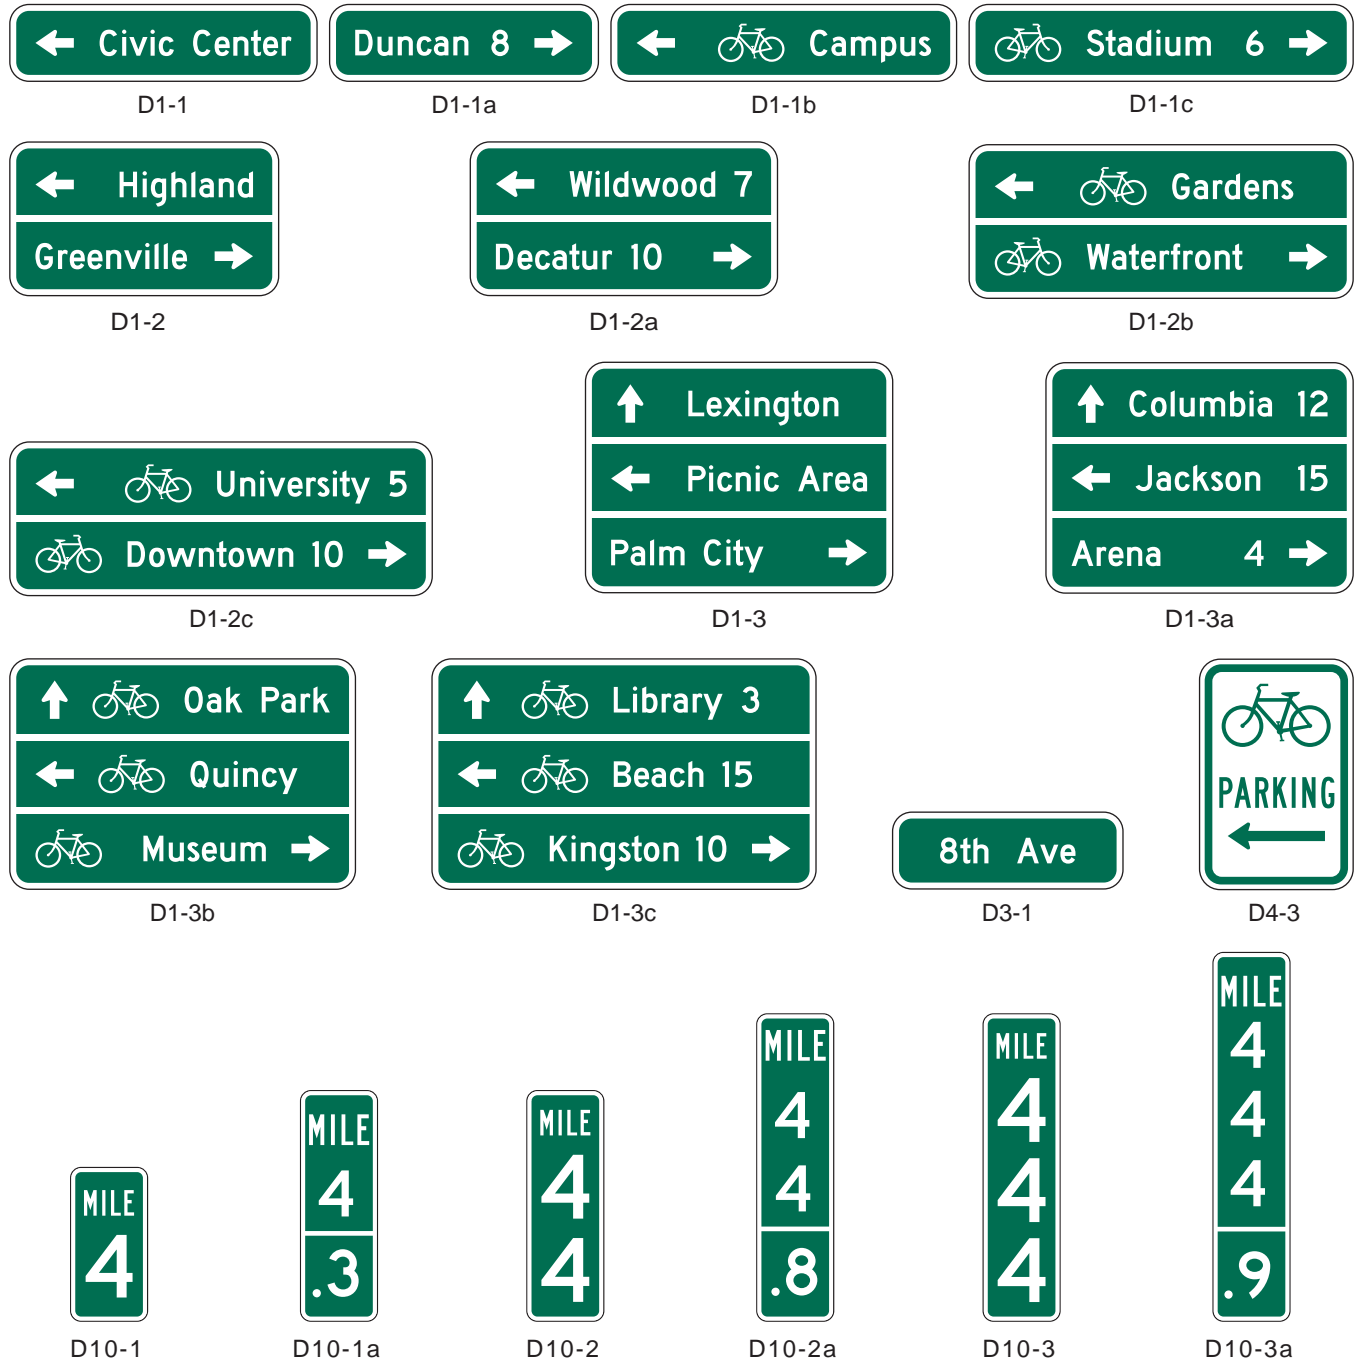 Civic Center
D1-1
Duncan 8
D1-1a
Campus
D1-1b
Stadium 6
D1-1c
Highland
Greenville
D1-2
Wildwood 7
Decatur 10
D1-2a
Gardens
Waterfront
D1-2b
University 5
Downtown 10
D1-2c
Lexington
Picnic Area
Palm City
D1-3
Columbia 12
Jackson 15
Arena 4
D1-3a
Oak Park
Quincy
Museum
D1-3b
Library 3
Beach 15
Kingston 10
D1-3c
8th Ave
D3-1
PARKING
D4-3
MILE
4
D10-1
MILE
4
.3
D10-1a
MILE
4
4
D10-2
MILE
4
4
.8
D10-2a
MILE
4
4
4
D10-3
MILE
4
4
4
.9
D10-3a